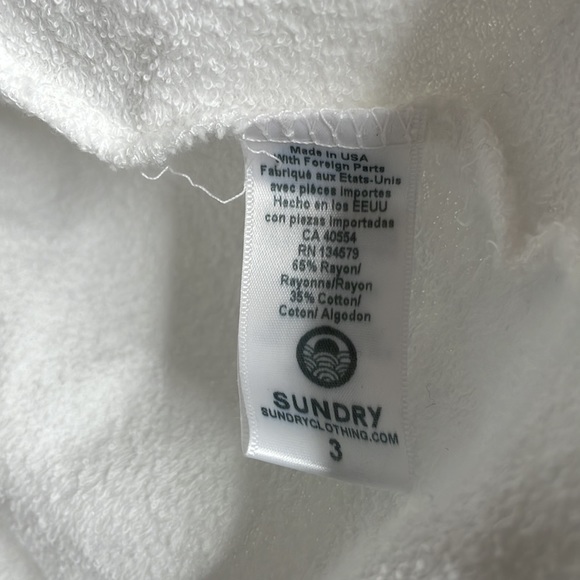 Made in USA
With Foreign Parts
Fabriqué aux Etats-Unis
avec pièces importes
Hecho en los EEUU
con piezas importadas
CA 40554
RN 134579
65% Rayon/
Rayonne/Rayon
35% Cotton/
Coton/ Algodon
SUNDRY
SUNDRYCLOTHING.COM
3